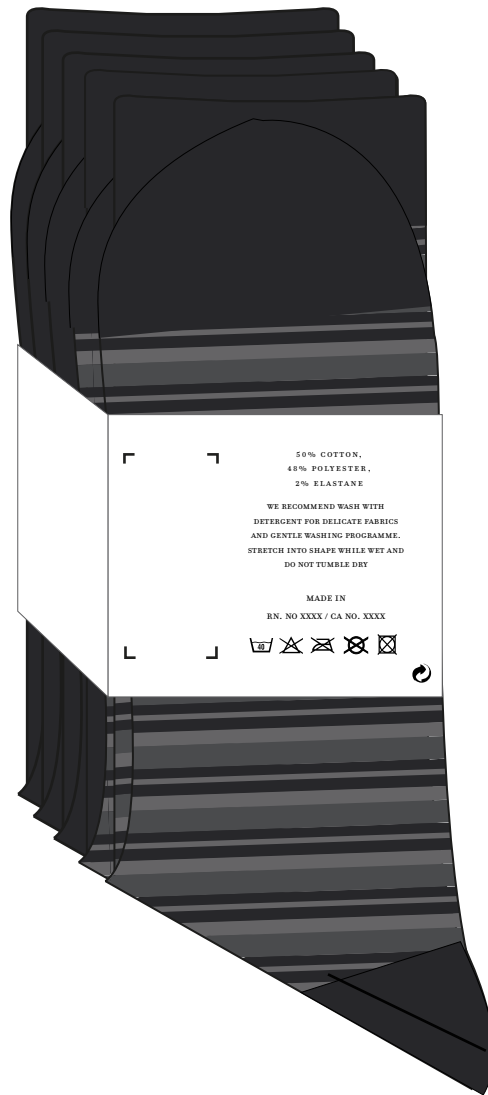 50% COTTON,
48% POLYESTER,
2% ELASTANE
WE RECOMMEND WASH WITH
DETERGENT FOR DELICATE FABRICS
AND GENTLE WASHING PROGRAMME.
STRETCH INTO SHAPE WHILE WET AND
DO NOT TUMBLE DRY
MADE IN
RN. NO XXXX / CA NO. XXXX
40